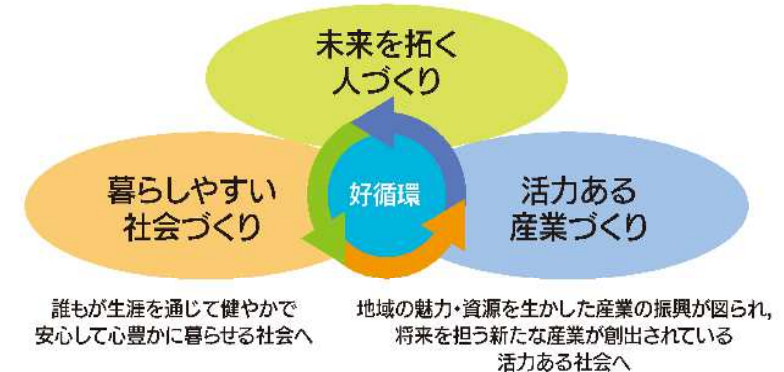 未来を拓く
人づくり
暮らしやすい
社会づくり
好循環
活力ある
産業づくり
誰もが生涯を通じて健やかで
安心して心豊かに暮らせる社会へ
地域の魅力・資源を生かした産業の振興が図られ,
将来を担う新たな産業が創出されている
活力ある社会へ